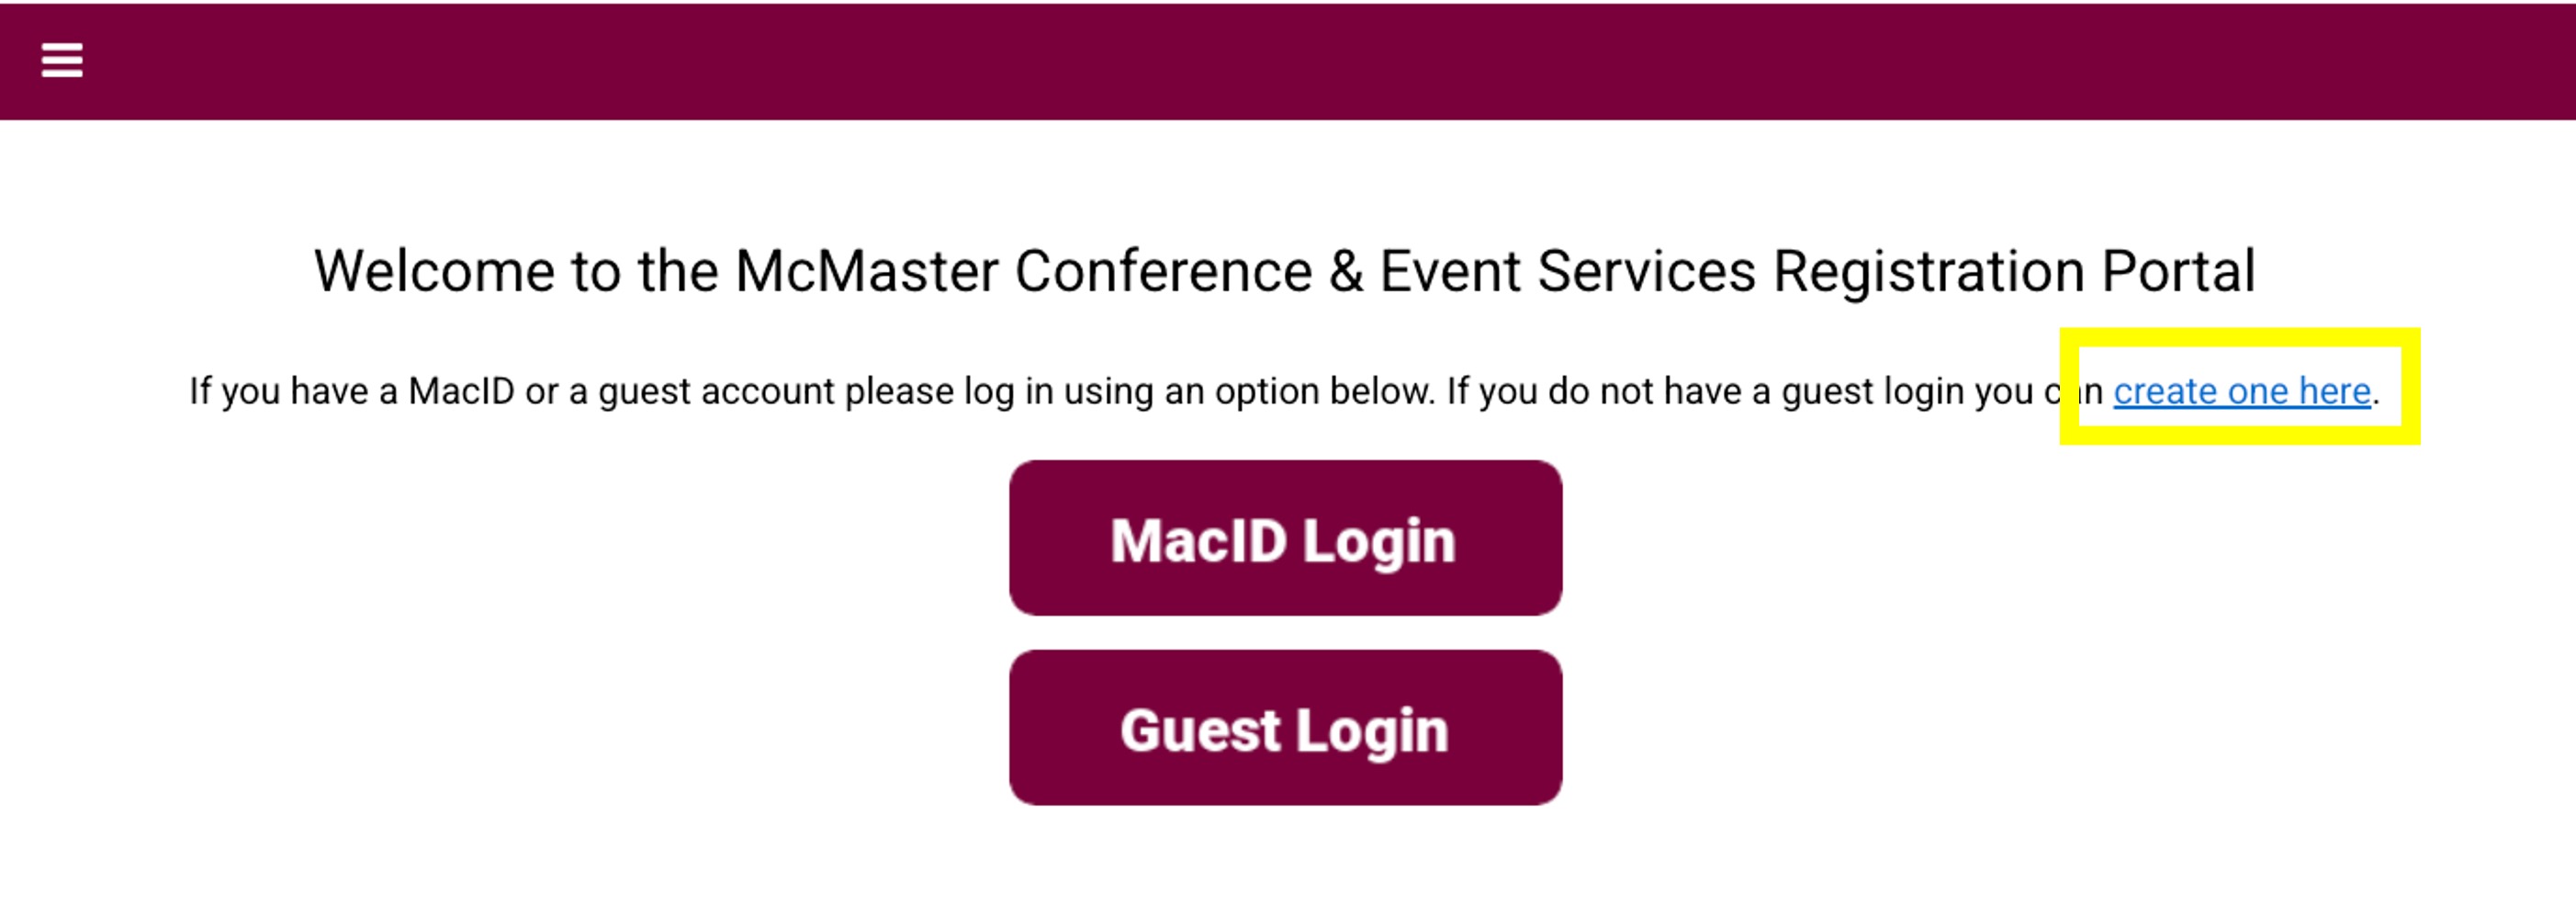 Welcome to the McMaster Conference & Event Services Registration Portal
If you have a MacID or a guest account please log in using an option below. If you do not have a guest login you can create one here.
MacID Login
Guest Login